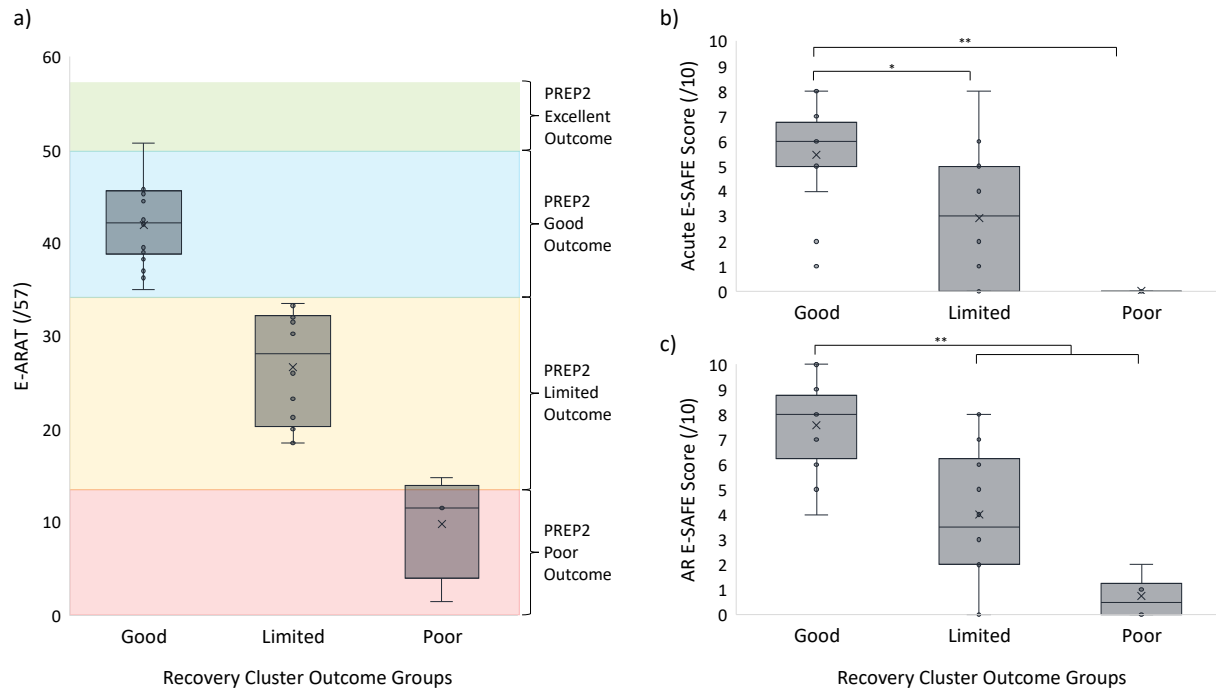 a)
60
50
40
30
20
10
0
E-ARAT (/57)
PREP2
Excellent
Outcome
PREP2
Good
Outcome
PREP2
Limited
Outcome
PREP2
Poor
Outcome
Good
Limited
Poor
Recovery Cluster Outcome Groups
b)
10
9
8
7
6
5
4
3
2
1
0
Acute E-SAFE Score (/10)
**
*
Good
Limited
Poor
c)
10
9
8
7
6
5
4
3
2
1
0
AR E-SAFE Score (/10)
**
Good
Limited
Poor
Recovery Cluster Outcome Groups